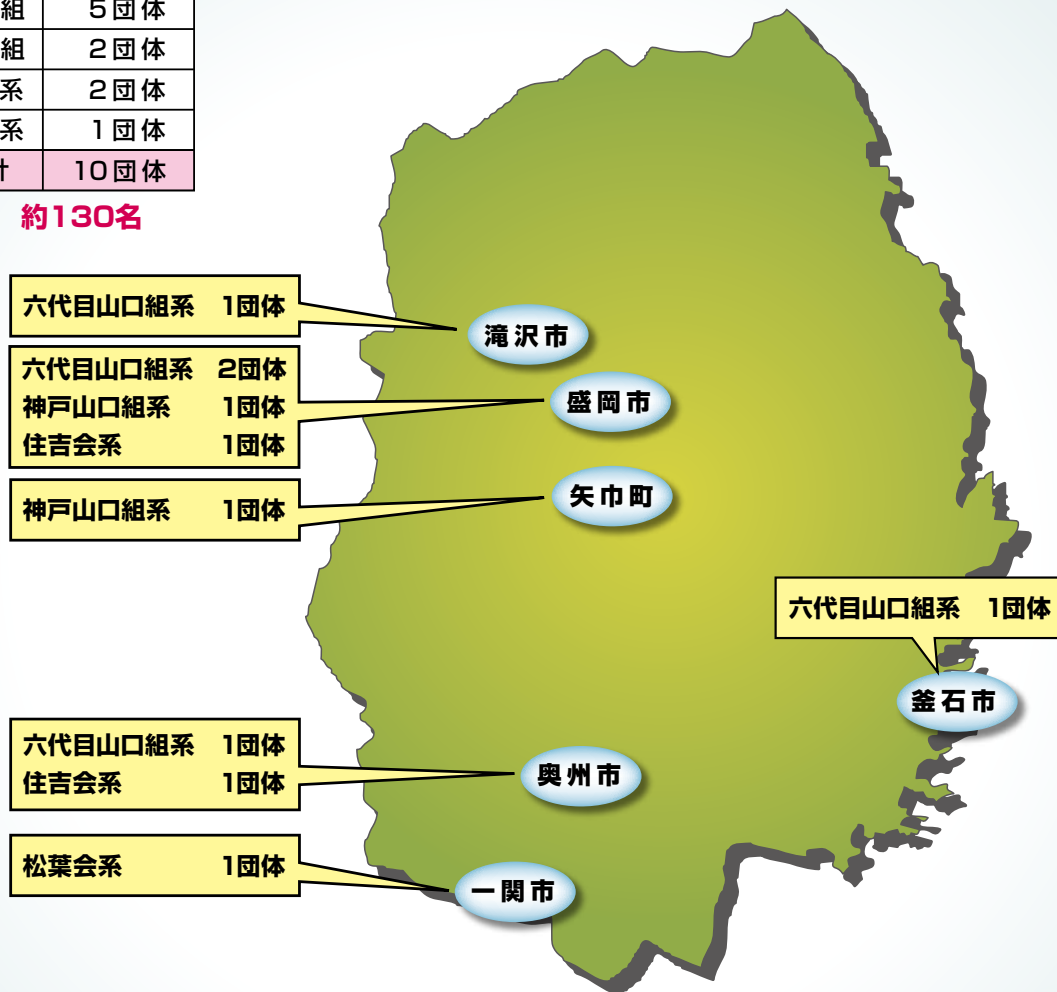 組 5団体
組 2団体
系 2団体
系 1団体
計 10団体
約130名
六代目山口組系 1団体
滝沢市
六代目山口組系 2団体
神戸山口組系 1団体
住吉会系 1団体
盛岡市
神戸山口組系 1団体
矢巾町
六代目山口組系 1団体
釜石市
六代目山口組系 1団体
住吉会系 1団体
奥州市
松葉会系 1団体
一関市